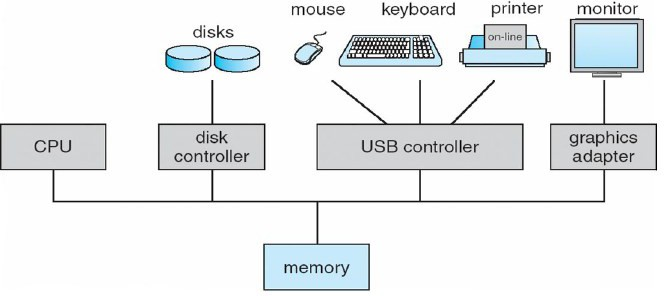 mouse
keyboard
printer
monitor
disks
on-line
CPU
disk
controller
USB controller
graphics
adapter
memory